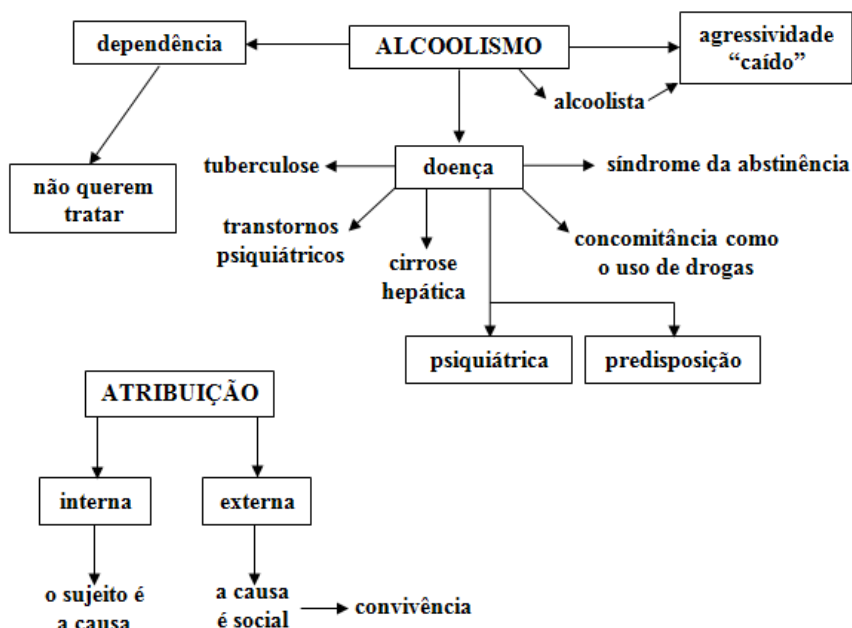 dependência
ALCOOLISMO
agressividade
“caído”
alcoolista
não querem
tratar
tuberculose
doença
síndrome da abstinência
transtornos
psiquiátricos
cirrose
hepática
concomitância como
o uso de drogas
psiquiátrica
predisposição
ATRIBUIÇÃO
interna
externa
o sujeito é
a causa
a causa
é social
convivência